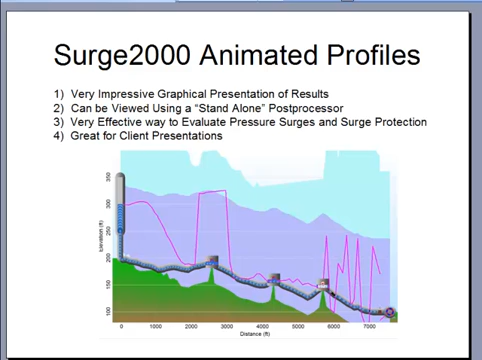 Surge2000 Animated Profiles
1) Very Impressive Graphical Presentation of Results
2) Can be Viewed Using a “Stand Alone” Postprocessor
3) Very Effective way to Evaluate Pressure Surges and Surge Protection
4) Great for Client Presentations
350
300
250
200
150
100
Elevation (ft)
0 1000 2000 3000 4000 5000 6000 7000
Distance (ft)